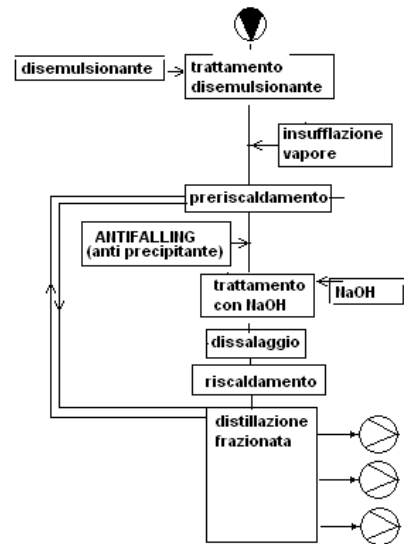 disemulsionante
trattamento
disemulsionante
insufflazione
vapore
preriscaldamento
ANTIFALLING
(anti precipitante)
trattamento
con NaOH
NaOH
dissalaggio
riscaldamento
distillazione
frazionata